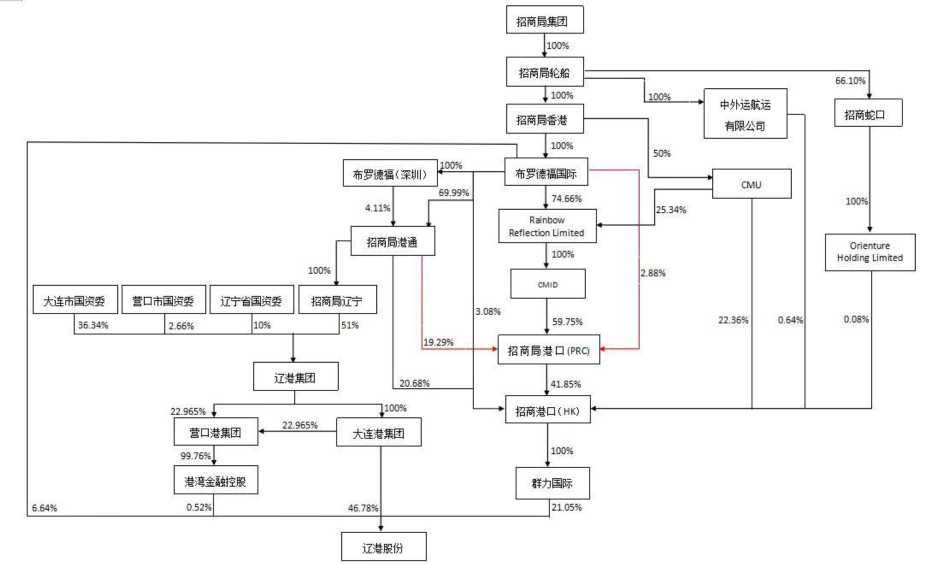 招商局集团
100%
招商局轮船
66.10%
100%
100%
招商局香港
中外运航运
有限公司
招商蛇口
100%
50%
布罗德福（深圳）
100%
布罗德福国际
CMU
69.99%
74.66%
4.11%
25.34%
100%
Rainbow
Reflection Limited
招商局港通
100%
Orienture
Holding Limited
100%
2.88%
CMID
大连市国资委
营口市国资委
辽宁省国资委
招商局辽宁
3.08%
59.75%
22.36%
0.64%
0.08%
36.34%
2.66%
10%
51%
19.29%
招商局港口(PRC)
辽港集团
20.68%
41.85%
22.965%
100%
招商港口（HK）
营口港集团
22.965%
大连港集团
99.76%
100%
港湾金融控股
群力国际
6.64%
0.52%
46.78%
21.05%
辽港股份